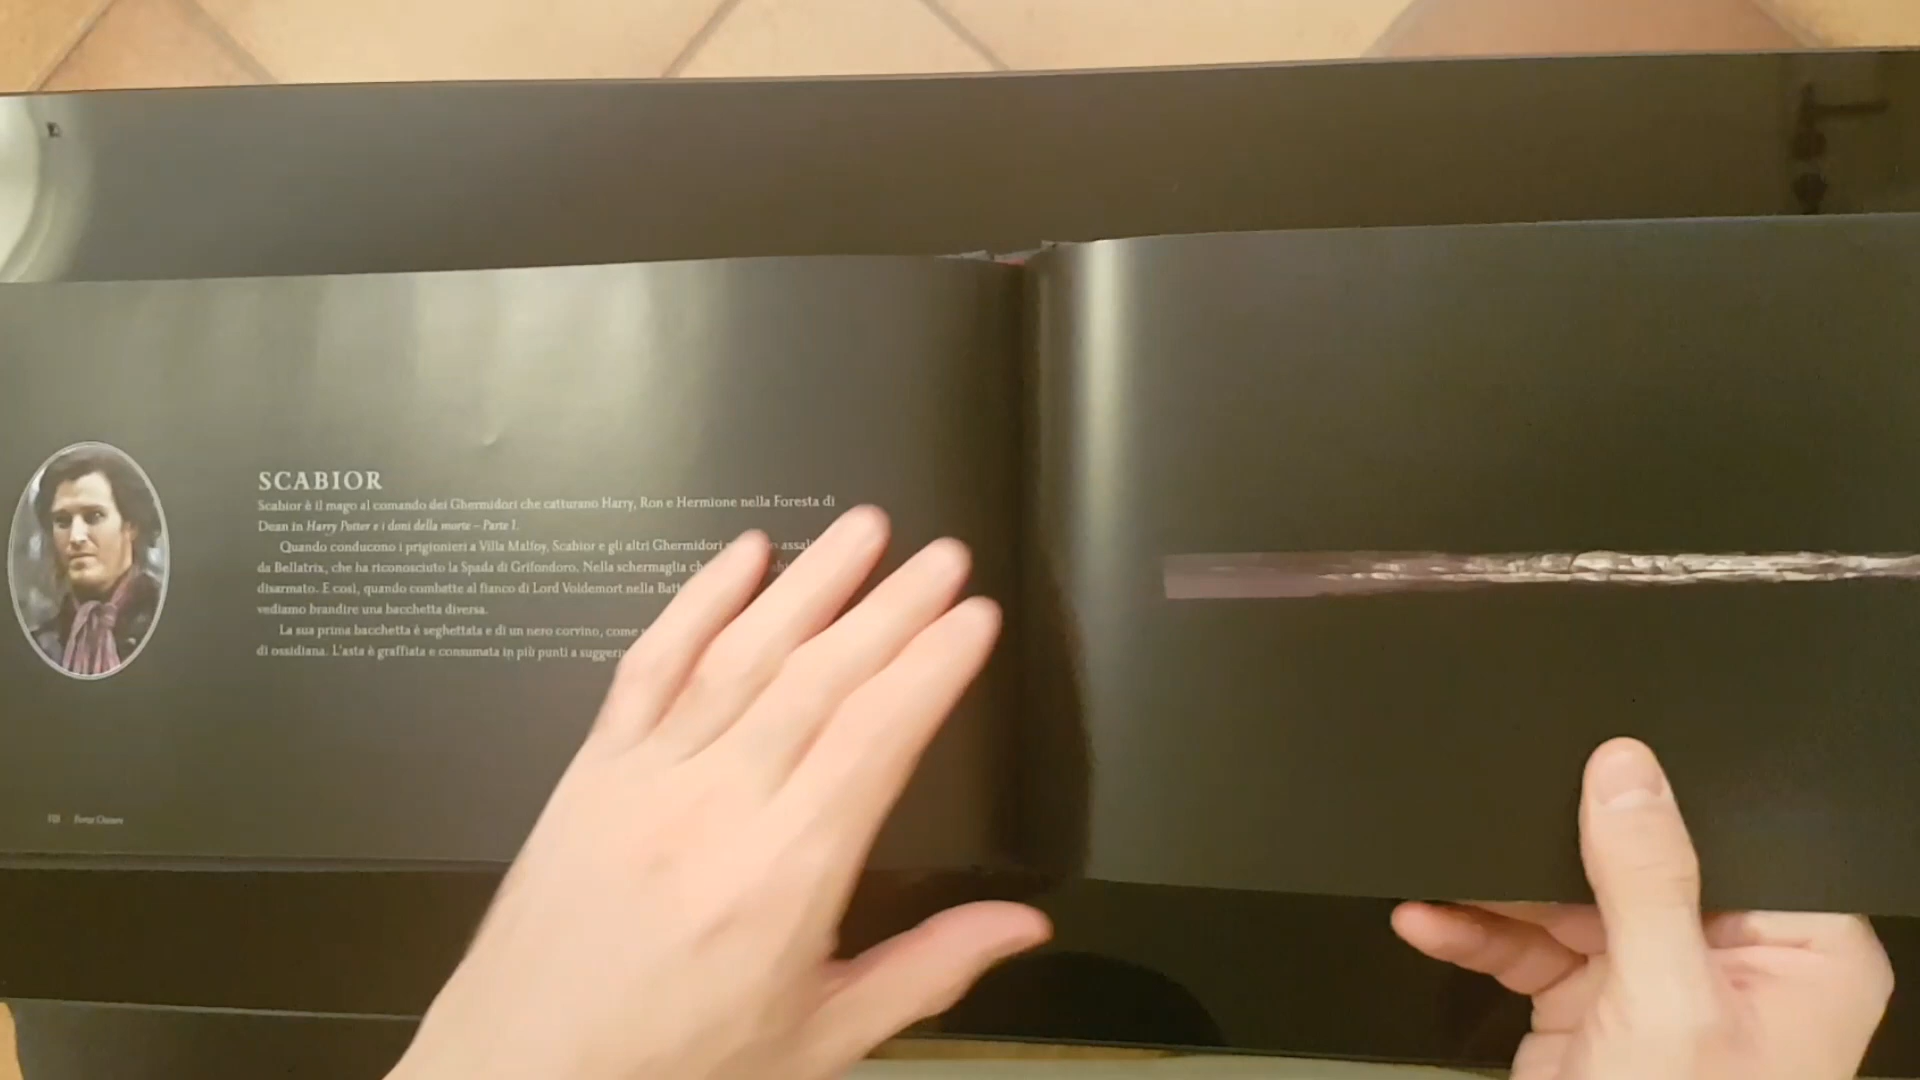 SCABIOR
Scabior è il mago al comando dei Ghermidori che catturano Harry, Ron e Hermione nella Foresta di
Dean in Harry Potter e i doni della morte – Parte 1.
Quando conducono i prigionieri a Villa Malfoy, Scabior e gli altri Ghermidori
da Bellatrix, che ha riconosciuto la Spada di Grifondoro. Nella schermaglia
disarmato. E così, quando combatte al fianco di Lord Voldemort nella
vediamo brandire una bacchetta diversa.
La sua prima bacchetta è seghettata e di un nero corvino, come
di ossidiana. L'asta è graffiata e consumata in più punti a